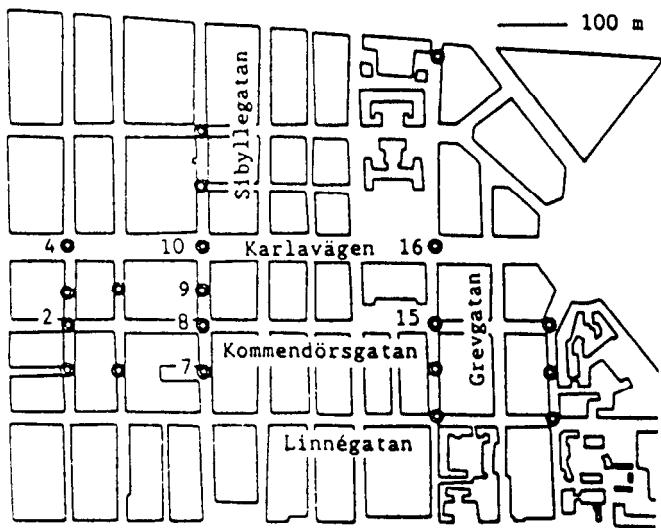 100 m
Sibyllegatan
4 10 Karlavägen 16
9
2 8 15
Kommendörsgatan
Grevgatan
7
Linnégatan